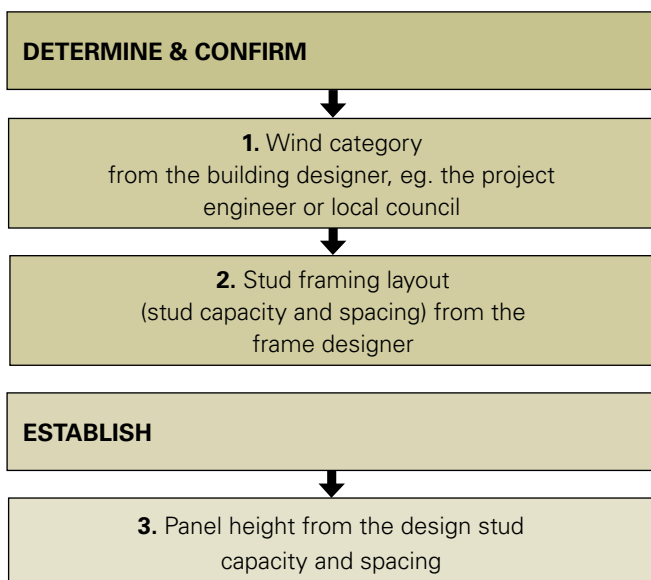 DETERMINE & CONFIRM
1. Wind category
from the building designer, eg. the project
engineer or local council
2. Stud framing layout
(stud capacity and spacing) from the
frame designer
ESTABLISH
3. Panel height from the design stud
capacity and spacing